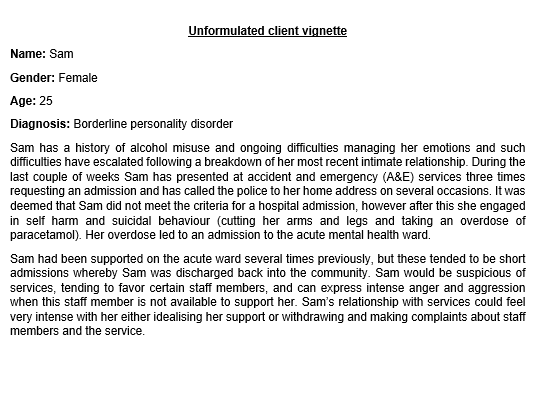 Unformulated client vignette
Name: Sam
Gender: Female
Age: 25
Diagnosis: Borderline personality disorder
Sam has a history of alcohol misuse and ongoing difficulties managing her emotions and such
difficulties have escalated following a breakdown of her most recent intimate relationship. During the
last couple of weeks Sam has presented at accident and emergency (A&E) services three times
requesting an admission and has called the police to her home address on several occasions. It was
deemed that Sam did not meet the criteria for a hospital admission, however after this she engaged
in self harm and suicidal behaviour (cutting her arms and legs and taking an overdose of
paracetamol). Her overdose led to an admission to the acute mental health ward.
Sam had been supported on the acute ward several times previously, but these tended to be short
admissions whereby Sam was discharged back into the community. Sam would be suspicious of
services, tending to favor certain staff members, and can express intense anger and aggression
when this staff member is not available to support her. Sam's relationship with services could feel
very intense with her either idealising her support or withdrawing and making complaints about staff
members and the service.